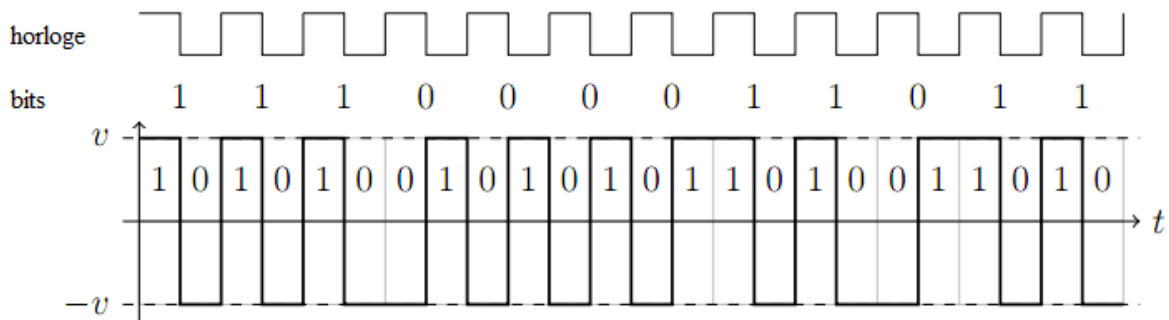 horloge
bits 1 1 1 0 0 0 0 1 1 0 1 1
v
1 0 1 0 1 0 0 1 0 1 0 1 0 1 1 0 1 0 0 1 1 0 1 0
t
−v